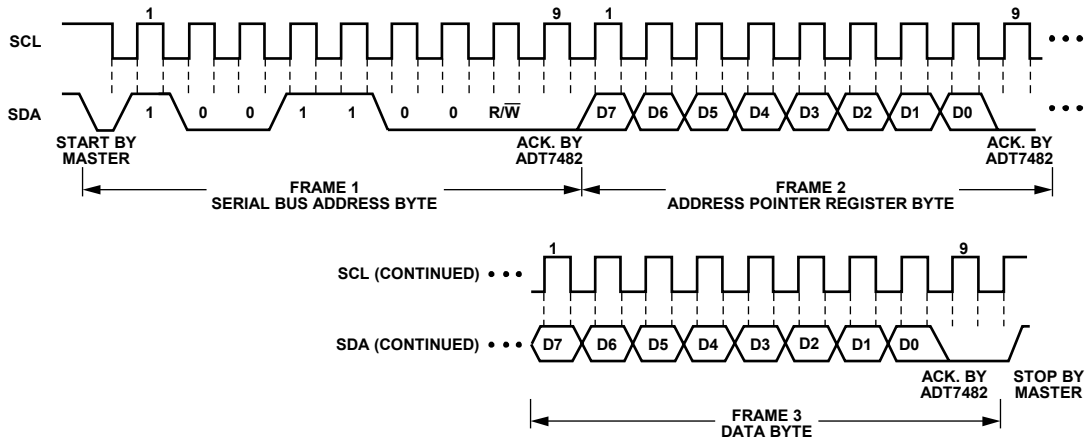 1 9 1 9
SCL • • •
SDA 1 0 0 1 1 0 0 R/W̅ D7 D6 D5 D4 D3 D2 D1 D0 • • •
START BY
MASTER
ACK. BY
ADT7482
ACK. BY
ADT7482
FRAME 1
SERIAL BUS ADDRESS BYTE
FRAME 2
ADDRESS POINTER REGISTER BYTE
1 9
SCL (CONTINUED) • • •
SDA (CONTINUED) • • • D7 D6 D5 D4 D3 D2 D1 D0
ACK. BY
ADT7482
STOP BY
MASTER
FRAME 3
DATA BYTE